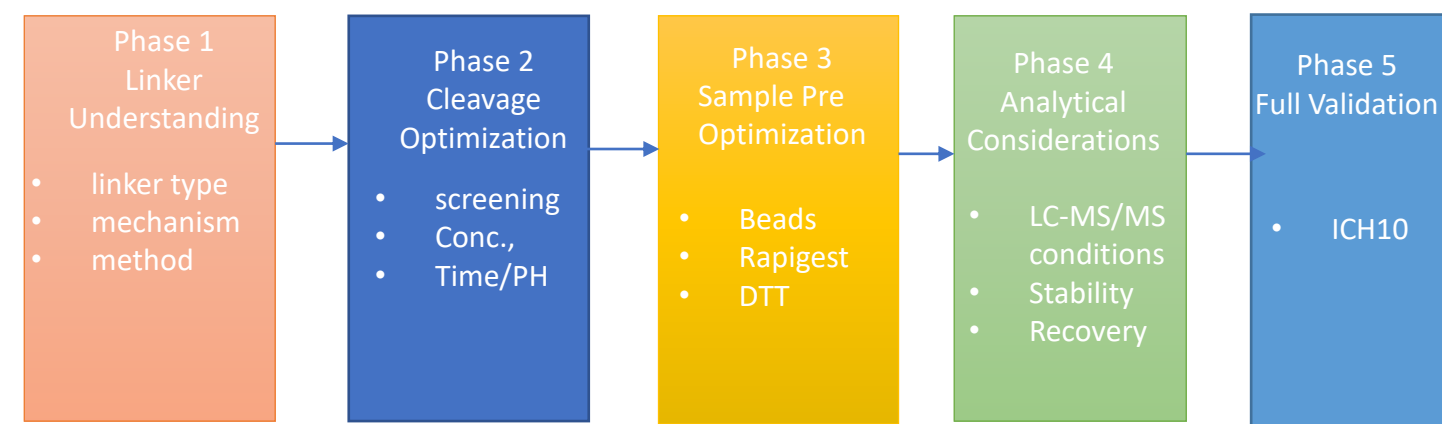 Phase 1
Linker
Understanding
• linker type
• mechanism
• method
Phase 2
Cleavage
Optimization
• screening
• Conc.,
• Time/PH
Phase 3
Sample Pre
Optimization
• Beads
• Rapigest
• DTT
Phase 4
Analytical
Considerations
• LC-MS/MS
conditions
• Stability
• Recovery
Phase 5
Full Validation
• ICH10